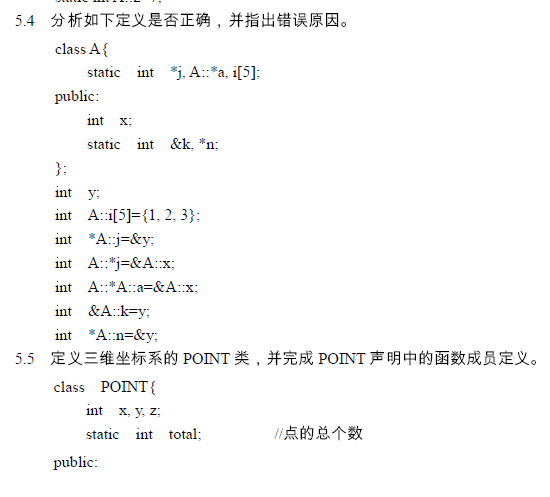 5.4 分析如下定义是否正确，并指出错误原因。
class A{
static int *j, A::*a, i[5];
public:
int x;
static int &k, *n;
};
int y;
int A::i[5]={1, 2, 3};
int *A::j=&y;
int A::*j=&A::x;
int A::*A::a=&A::x;
int &A::k=y;
int *A::n=&y;
5.5 定义三维坐标系的 POINT 类，并完成 POINT 声明中的函数成员定义。
class POINT{
int x, y, z;
static int total; //点的总个数
public: